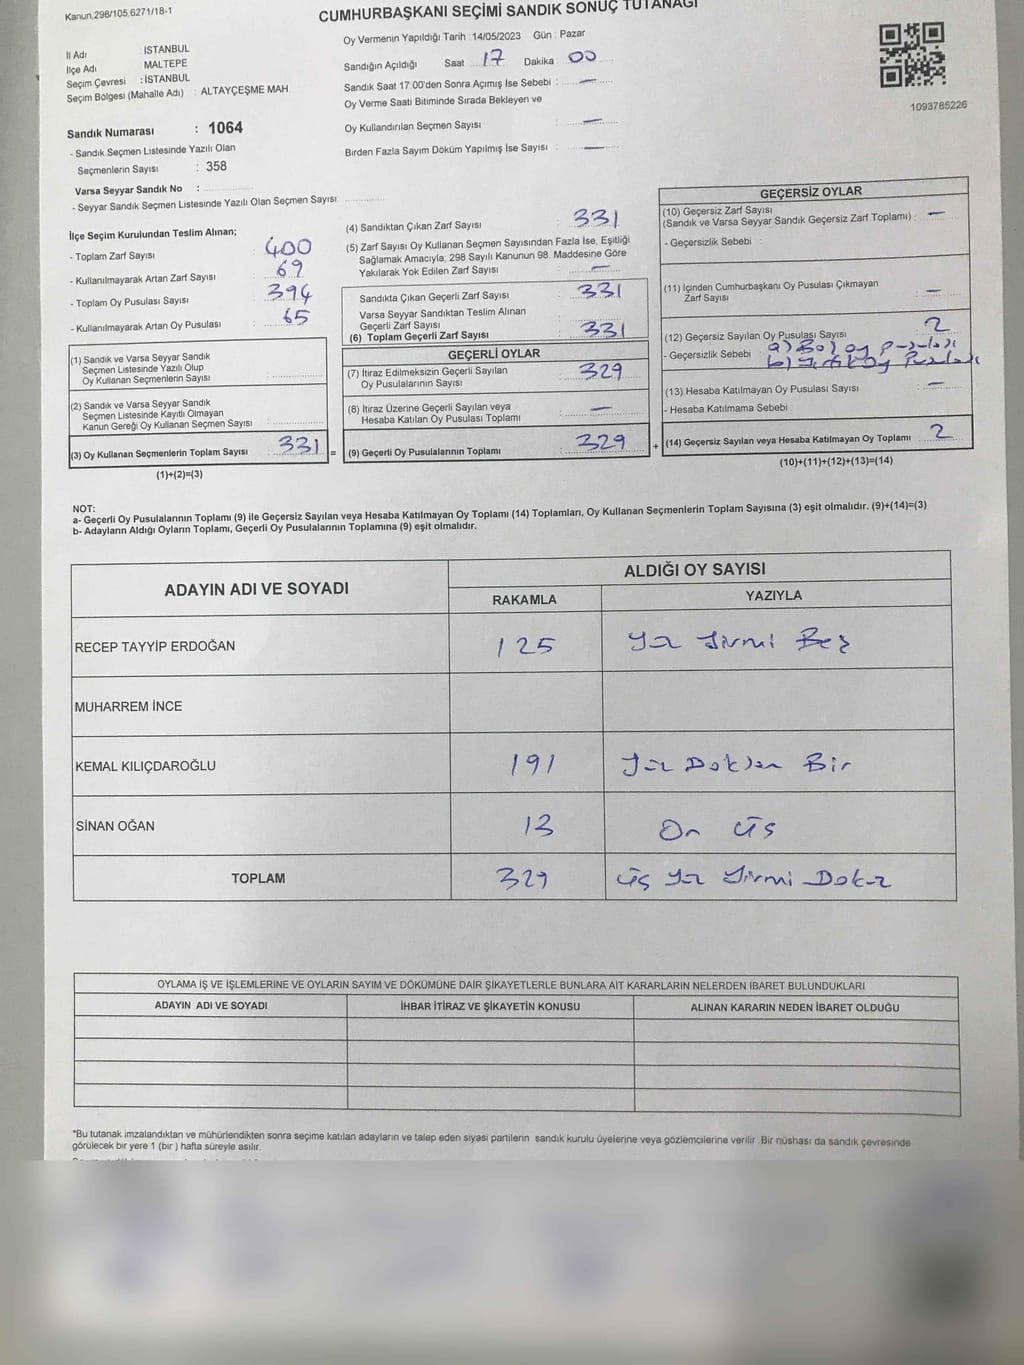 Kanun.298/105,6271/18-1
CUMHURBAŞKANI SEÇİMİ SANDIK SONUÇ TUTANAĞI
İl Adı İSTANBUL
İlçe Adı MALTEPE
Seçim Çevresi : İSTANBUL
Seçim Bölgesi (Mahalle Adı) : ALTAYÇEŞME MAH.
Sandık Numarası : 1064
- Sandık Seçmen Listesinde Yazılı Olan
Seçmenlerin Sayısı : 358
Varsa Seyyar Sandık No :
- Seyyar Sandık Seçmen Listesinde Yazılı Olan Seçmen Sayısı
Oy Vermenin Yapıldığı Tarih : 14/05/2023 Gün : Pazar
Sandığın Açıldığı Saat 17 Dakika : 00
Sandık Saat 17:00'den Sonra Açımış İse Sebebi : —
Oy Verme Saati Bitiminde Sırada Bekleyen ve
Oy Kullandırılan Seçmen Sayısı : —
Birden Fazla Sayım Döküm Yapılmış İse Sayısı : —
1093785226
İlçe Seçim Kurulundan Teslim Alınan;
- Toplam Zarf Sayısı : 400
- Kullanılmayarak Artan Zarf Sayısı : 69
- Toplam Oy Pusulası Sayısı : 394
- Kullanılmayarak Artan Oy Pusulası : 65
(1) Sandık ve Varsa Seyyar Sandık
Seçmen Listesinde Yazılı Olup
Oy Kullanan Seçmenlerin Sayısı
(2) Sandık ve Varsa Seyyar Sandık
Seçmen Listesinde Kayıtlı Olmayan
Kanun Gereği Oy Kullanan Seçmen Sayısı
(3) Oy Kullanan Seçmenlerin Toplam Sayısı : 331 =
(1)+(2)=(3)
(4) Sandıktan Çıkan Zarf Sayısı : 331
(5) Zarf Sayısı Oy Kullanan Seçmen Sayısından Fazla İse, Eşitliği
Sağlamak Amacıyla; 298 Sayılı Kanunun 98. Maddesine Göre
Yakılarak Yok Edilen Zarf Sayısı : —
Sandıkta Çıkan Geçerli Zarf Sayısı : 331
Varsa Seyyar Sandıktan Teslim Alınan
Geçerli Zarf Sayısı
(6) Toplam Geçerli Zarf Sayısı : 331
GEÇERLİ OYLAR
(7) İtiraz Edilmeksizin Geçerli Sayılan
Oy Pusulalarının Sayısı : 329
(8) İtiraz Üzerine Geçerli Sayılan veya
Hesaba Katılan Oy Pusulası Toplamı : —
(9) Geçerli Oy Pusulalarının Toplamı : 329 +
GEÇERSİZ OYLAR
(10) Geçersiz Zarf Sayısı
(Sandık ve Varsa Seyyar Sandık Geçersiz Zarf Toplamı) : —
- Geçersizlik Sebebi :
(11) İçinden Cumhurbaşkanı Oy Pusulası Çıkmayan
Zarf Sayısı : —
(12) Geçersiz Sayılan Oy Pusulası Sayısı : 2
- Geçersizlik Sebebi : a) Boş oy pusulası
b) Oy Pusulası
(13) Hesaba Katılmayan Oy Pusulası Sayısı : —
- Hesaba Katılmama Sebebi :
(14) Geçersiz Sayılan veya Hesaba Katılmayan Oy Toplamı : 2
(10)+(11)+(12)+(13)=(14)
NOT:
a- Geçerli Oy Pusulalarının Toplamı (9) ile Geçersiz Sayılan veya Hesaba Katılmayan Oy Toplamı (14) Toplamları, Oy Kullanan Seçmenlerin Toplam Sayısına (3) eşit olmalıdır. (9)+(14)=(3)
b- Adayların Aldığı Oyların Toplamı, Geçerli Oy Pusulalarının Toplamına (9) eşit olmalıdır.
ADAYIN ADI VE SOYADI ALDIĞI OY SAYISI
RAKAMLA YAZIYLA
RECEP TAYYİP ERDOĞAN 125 Yüz Yirmi Beş
MUHARREM İNCE
KEMAL KILIÇDAROĞLU 191 Yüz Doksan Bir
SİNAN OĞAN 13 On Üç
TOPLAM 329 Üç Yüz Yirmi Dokuz
OYLAMA İŞ VE İŞLEMLERİNE VE OYLARIN SAYIM VE DÖKÜMÜNE DAİR ŞİKAYETLERLE BUNLARA AİT KARARLARIN NELERDEN İBARET BULUNDUKLARI
ADAYIN ADI VE SOYADI İHBAR İTİRAZ VE ŞİKAYETİN KONUSU ALINAN KARARIN NEDEN İBARET OLDUĞU
*Bu tutanak imzalandıktan ve mühürlendikten sonra seçime katılan adayların ve talep eden siyasi partilerin sandık kurulu üyelerine veya gözlemcilerine verilir .Bir nüshası da sandık çevresinde
görülecek bir yere 1 (bir ) hafta süreyle asılır.